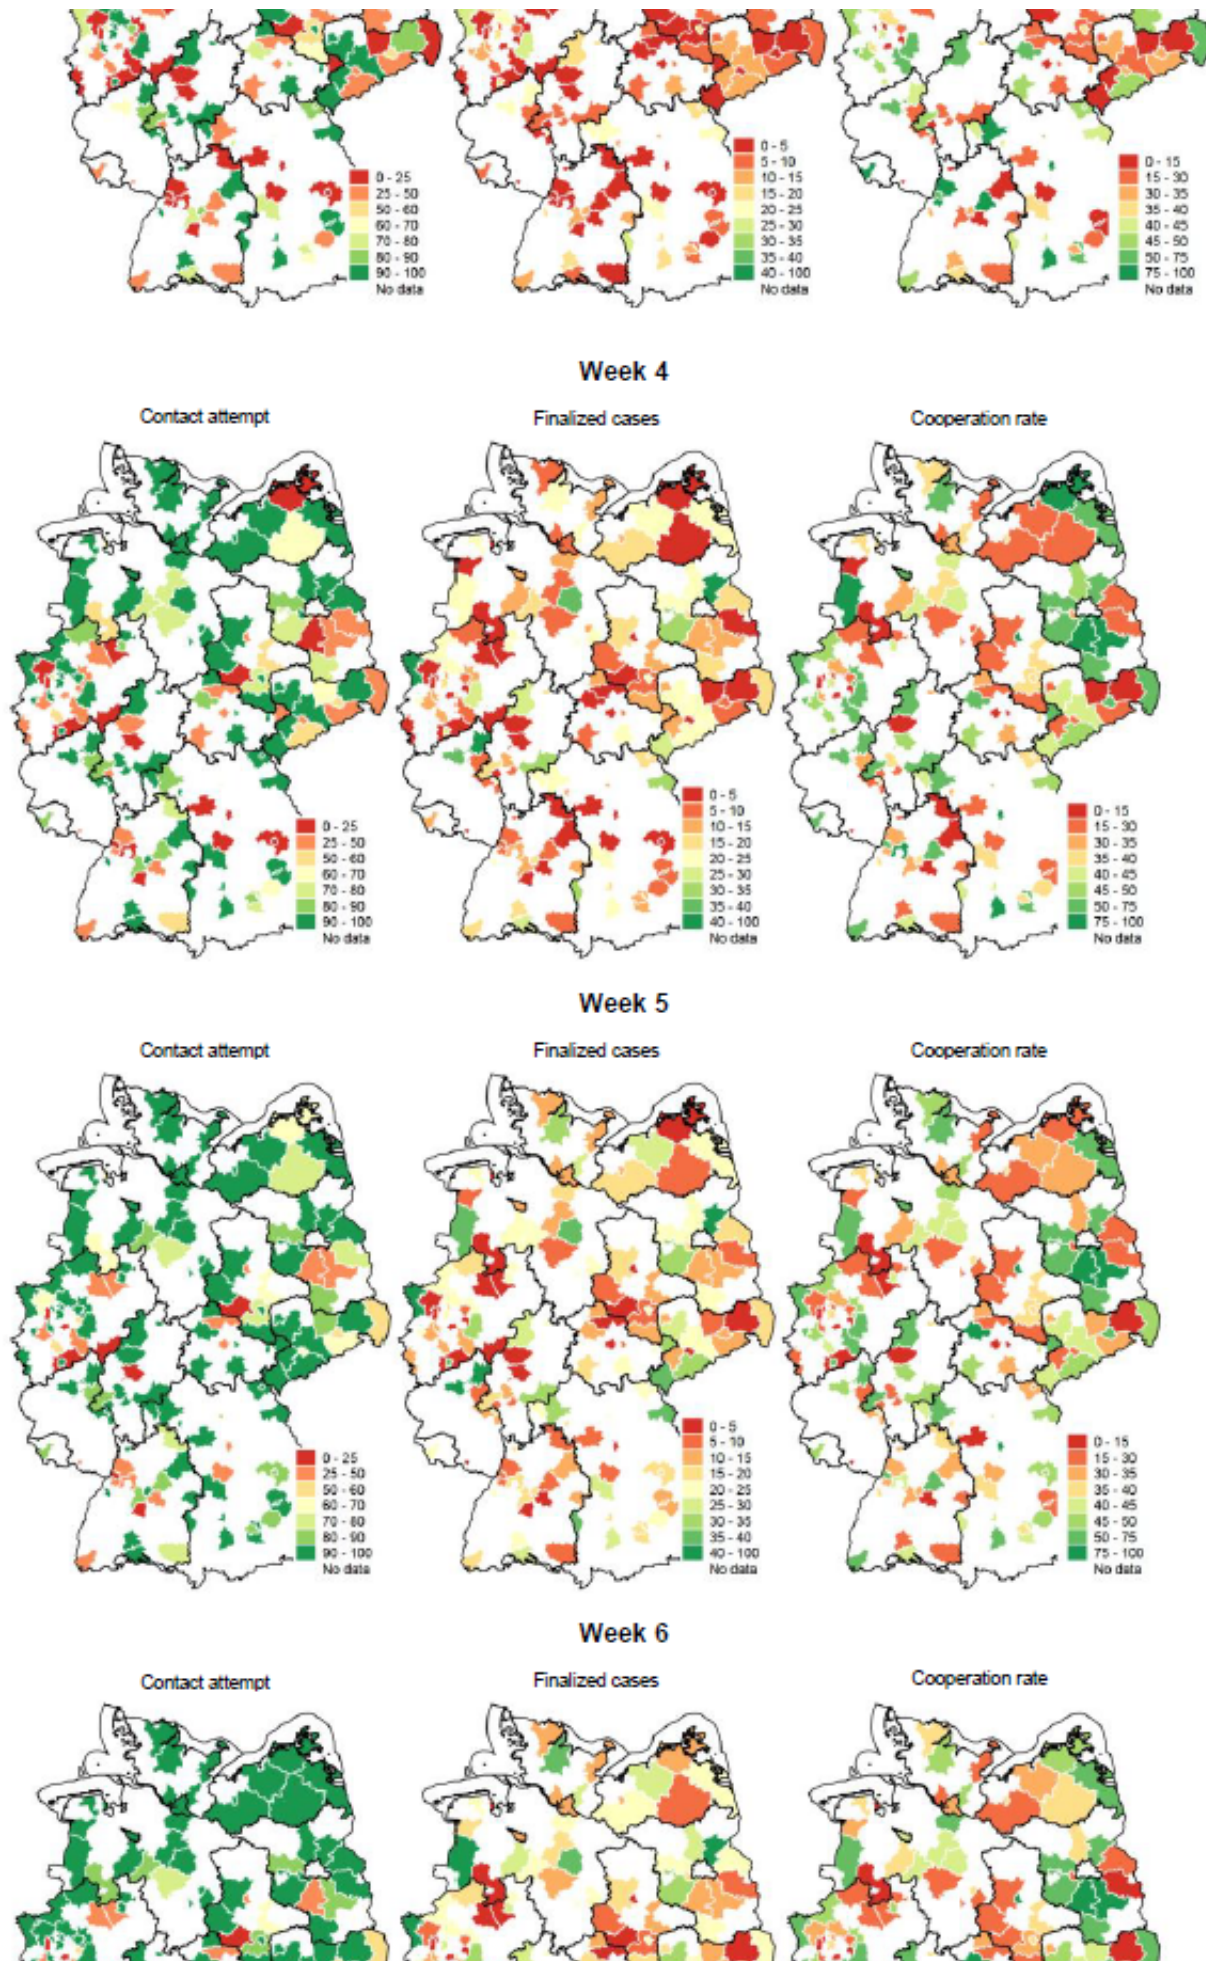 0 - 25
25 - 50
50 - 60
60 - 70
70 - 80
80 - 90
90 - 100
No data
0 - 5
5 - 10
10 - 15
15 - 20
20 - 25
30 - 35
35 - 40
40 - 100
No data
0 - 15
15 - 30
30 - 35
35 - 40
40 - 45
45 - 50
50 - 75
75 - 100
No data
Week 4
Contact attempt
Finalized cases
Cooperation rate
0 - 25
25 - 50
50 - 60
60 - 70
70 - 80
80 - 90
90 - 100
No data
0 - 5
5 - 10
10 - 15
15 - 20
20 - 25
25 - 30
30 - 35
35 - 40
40 - 100
No data
0 - 15
15 - 30
30 - 35
35 - 40
40 - 45
45 - 50
50 - 75
75 - 100
No data
Week 5
Contact attempt
Finalized cases
Cooperation rate
0 - 25
25 - 50
50 - 60
60 - 70
70 - 80
80 - 90
90 - 100
No data
0 - 5
5 - 10
10 - 15
15 - 20
20 - 25
25 - 30
30 - 35
35 - 40
40 - 100
No data
0 - 15
15 - 30
30 - 35
35 - 40
40 - 45
45 - 50
50 - 75
75 - 100
No data
Week 6
Contact attempt
Finalized cases
Cooperation rate